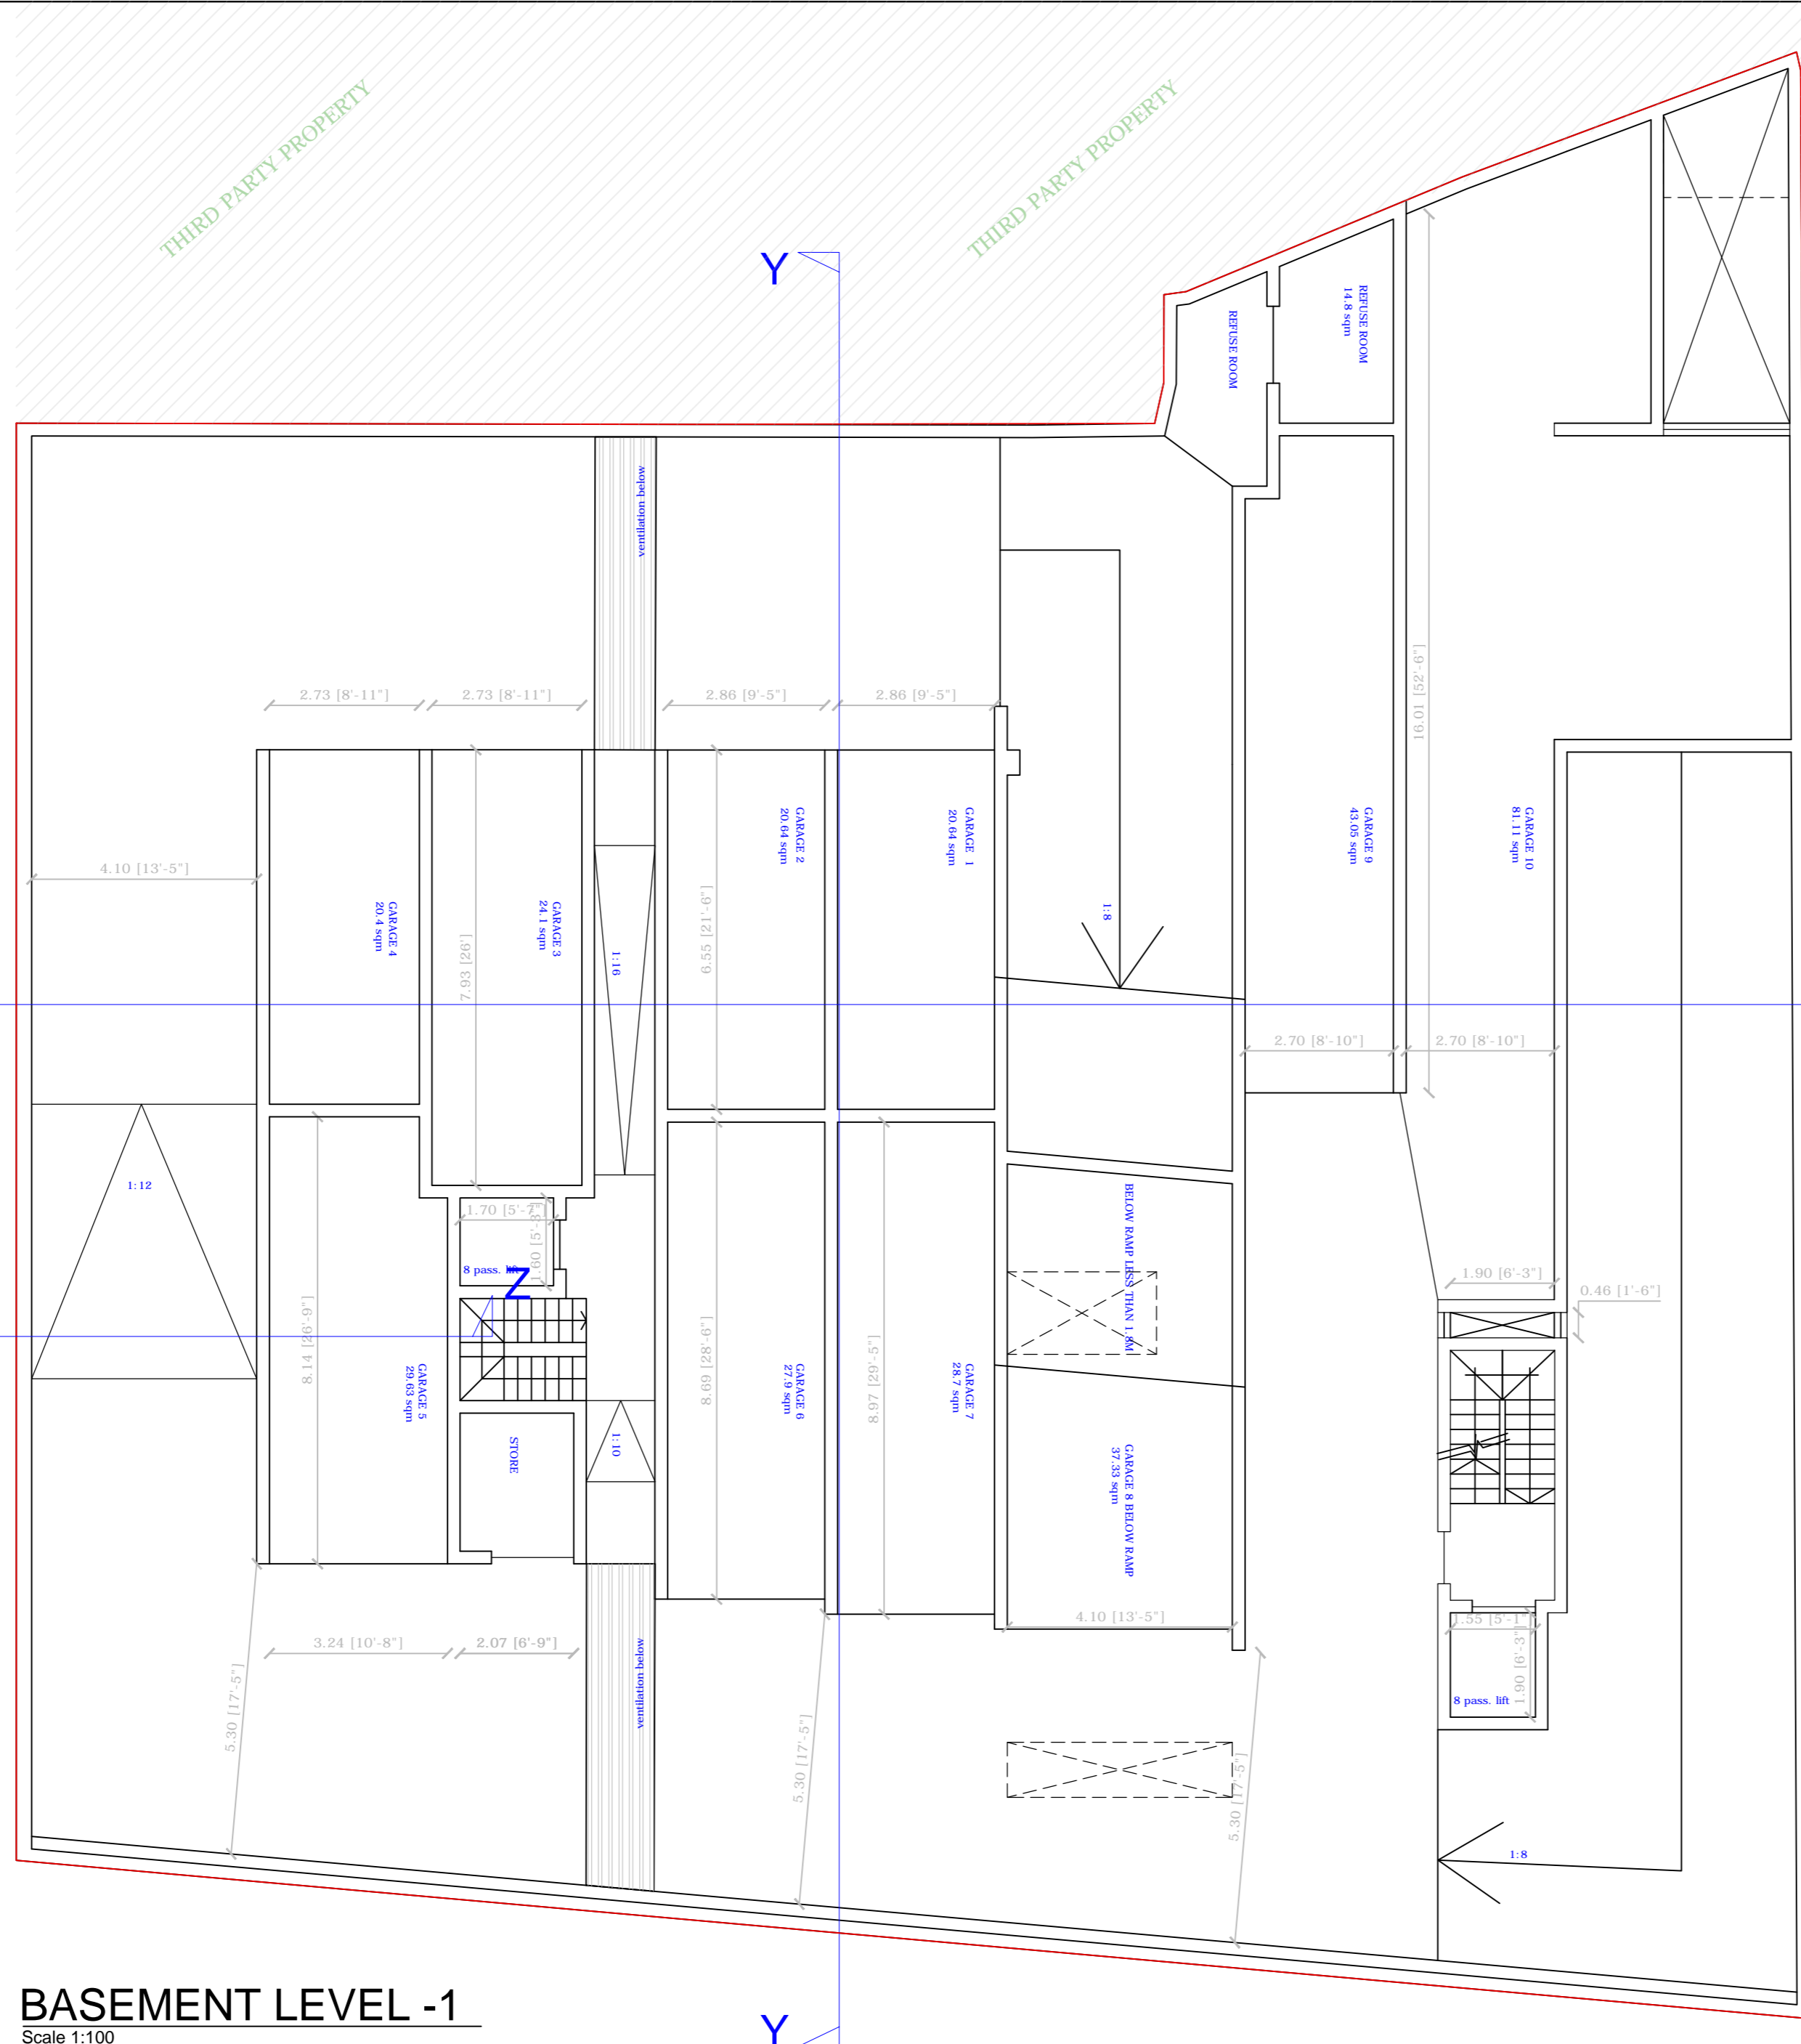 THIRD PARTY PROPERTY
THIRD PARTY PROPERTY
Y
REFUSE ROOM
14.8 sqm
REFUSE ROOM
ventilation below
16.01 [52'-6"]
2.73 [8'-11"]
2.73 [8'-11"]
2.86 [9'-5"]
2.86 [9'-5"]
GARAGE 2
20.64 sqm
GARAGE 1
20.64 sqm
GARAGE 9
43.05 sqm
GARAGE 10
81.11 sqm
4.10 [13'-5"]
GARAGE 4
20.4 sqm
GARAGE 3
24.1 sqm
7.93 [26']
1:16
6.55 [21'-6"]
1:8
2.70 [8'-10"]
2.70 [8'-10"]
1:12
1.70 [5'-7"]
1.60 [5'-3"]
8 pass. lift
Z
BELOW RAMP LESS THAN 1.8M
1.90 [6'-3"]
0.46 [1'-6"]
8.14 [26'-9"]
GARAGE 5
29.63 sqm
8.69 [28'-6"]
GARAGE 6
27.9 sqm
8.97 [29'-5"]
GARAGE 7
28.7 sqm
STORE
1:10
GARAGE 8 BELOW RAMP
37.33 sqm
4.10 [13'-5"]
1.55 [5'-1"]
1.90 [6'-3"]
8 pass. lift
3.24 [10'-8"]
2.07 [6'-9"]
ventilation below
5.30 [17'-5"]
5.30 [17'-5"]
5.30 [17'-5"]
1:8
BASEMENT LEVEL -1
Scale 1:100
Y